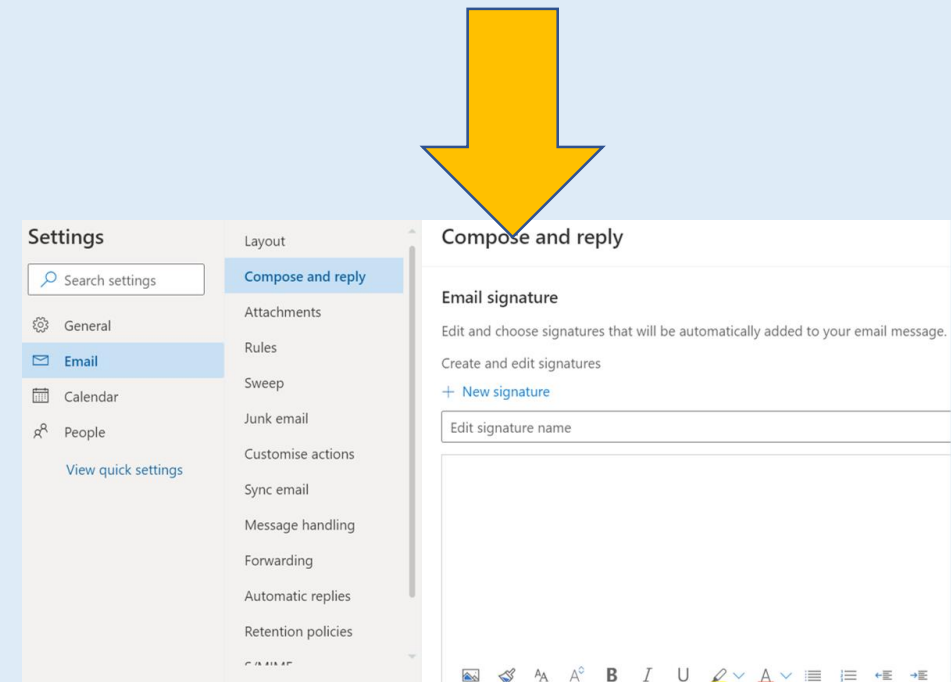 Settings
Search settings
General
Email
Calendar
People
View quick settings
Layout
Compose and reply
Attachments
Rules
Sweep
Junk email
Customise actions
Sync email
Message handling
Forwarding
Automatic replies
Retention policies
S/MIME
Compose and reply
Email signature
Edit and choose signatures that will be automatically added to your email message.
Create and edit signatures
+ New signature
Edit signature name
B I U A